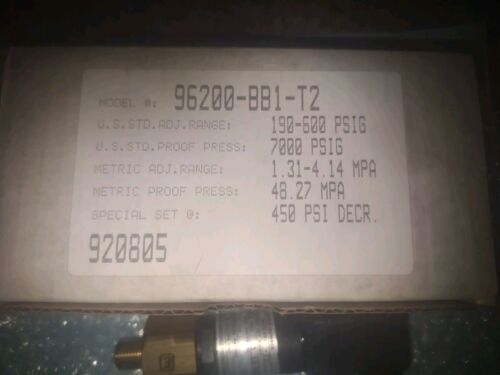 MODEL #: 96200-BB1-T2
U.S.STD.ADJ.RANGE: 190-600 PSIG
U.S.STD.PROOF PRESS: 7000 PSIG
METRIC ADJ.RANGE: 1.31-4.14 MPA
METRIC PROOF PRESS: 48.27 MPA
SPECIAL SET @: 450 PSI DECR.
920805